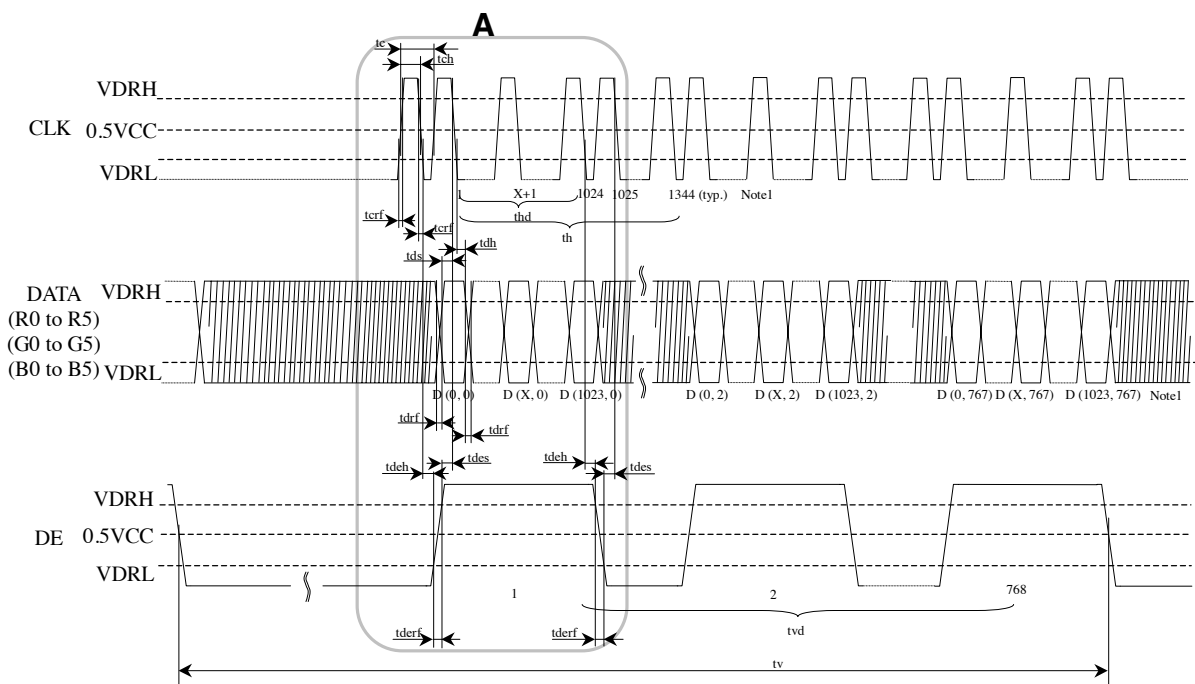 A
tc
tch
VDRH
CLK 0.5VCC
VDRL
1 X+1 1024 1025 1344 (typ.) Note1
thd
th
tcrf
tcrf
tdh
tds
DATA VDRH
(R0 to R5)
(G0 to G5)
(B0 to B5) VDRL
D (0, 0) D (X, 0) D (1023, 0) D (0, 2) D (X, 2) D (1023, 2) D (0, 767) D (X, 767) D (1023, 767) Note1
tdrf
tdrf
tdes tdeh
tdeh tdes
VDRH
DE 0.5VCC
VDRL
1 2 768
tvd
tderf tderf
tv